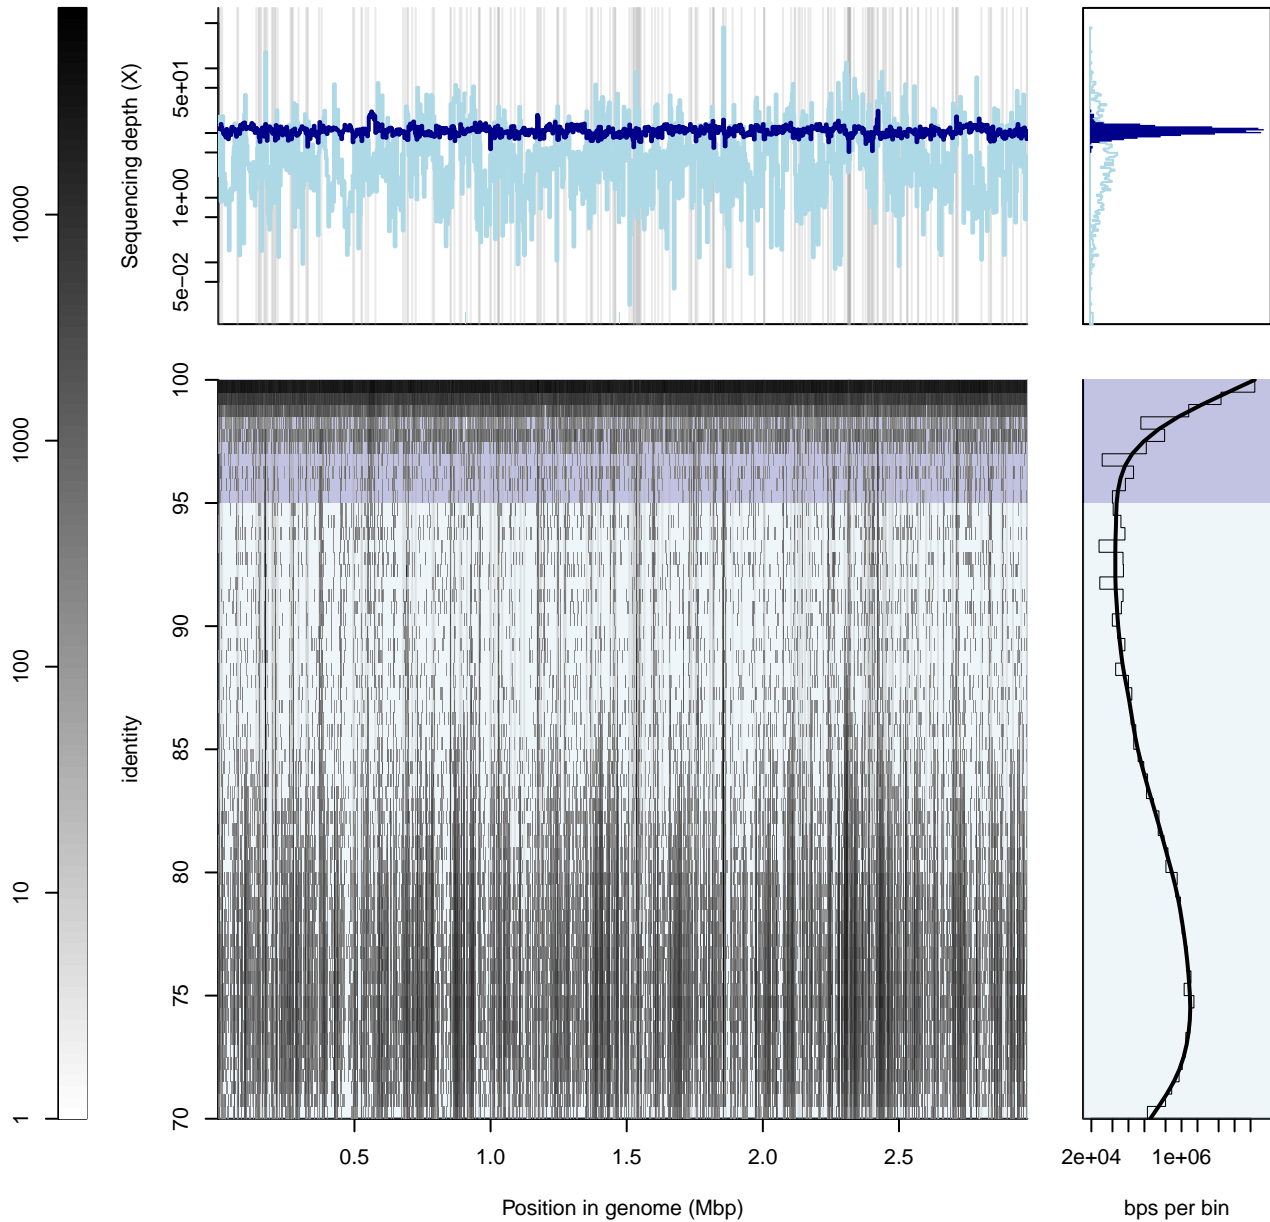 10000
1000
100
10
1
Sequencing depth (X)
5e+01
1e+00
5e-02
identity
100
95
90
85
80
75
70
0.5
1.0
1.5
2.0
2.5
Position in genome (Mbp)
2e+04
1e+06
bps per bin